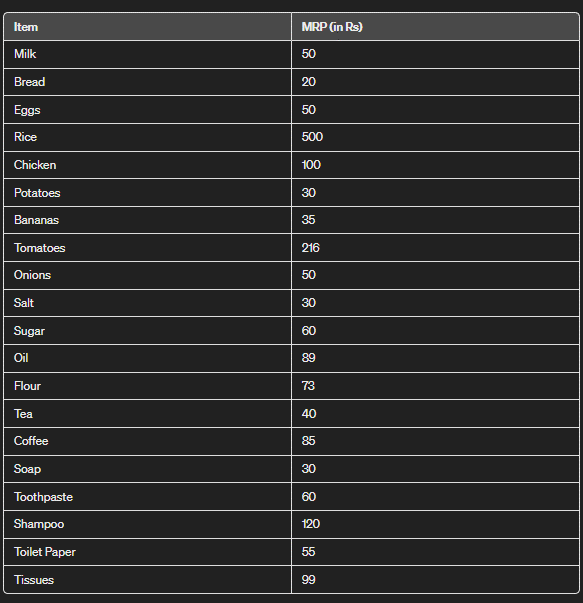 Item MRP (in Rs)
Milk 50
Bread 20
Eggs 50
Rice 500
Chicken 100
Potatoes 30
Bananas 35
Tomatoes 216
Onions 50
Salt 30
Sugar 60
Oil 89
Flour 73
Tea 40
Coffee 85
Soap 30
Toothpaste 60
Shampoo 120
Toilet Paper 55
Tissues 99